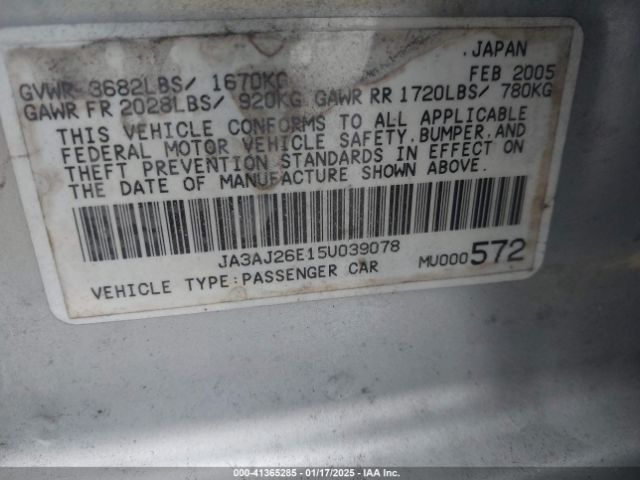 .JAPAN
GVWR 3682LBS/ 1670KG FEB 2005
GAWR FR 2028LBS/ 920KG GAWR RR 1720LBS/ 780KG
THIS VEHICLE CONFORMS TO ALL APPLICABLE
FEDERAL MOTOR VEHICLE SAFETY,BUMPER,AND
THEFT PREVENTION STANDARDS IN EFFECT ON
THE DATE OF MANUFACTURE SHOWN ABOVE.
JA3AJ26E15U039078
VEHICLE TYPE:PASSENGER CAR MU000572
000-41365285 - 01/17/2025 - IAA Inc.